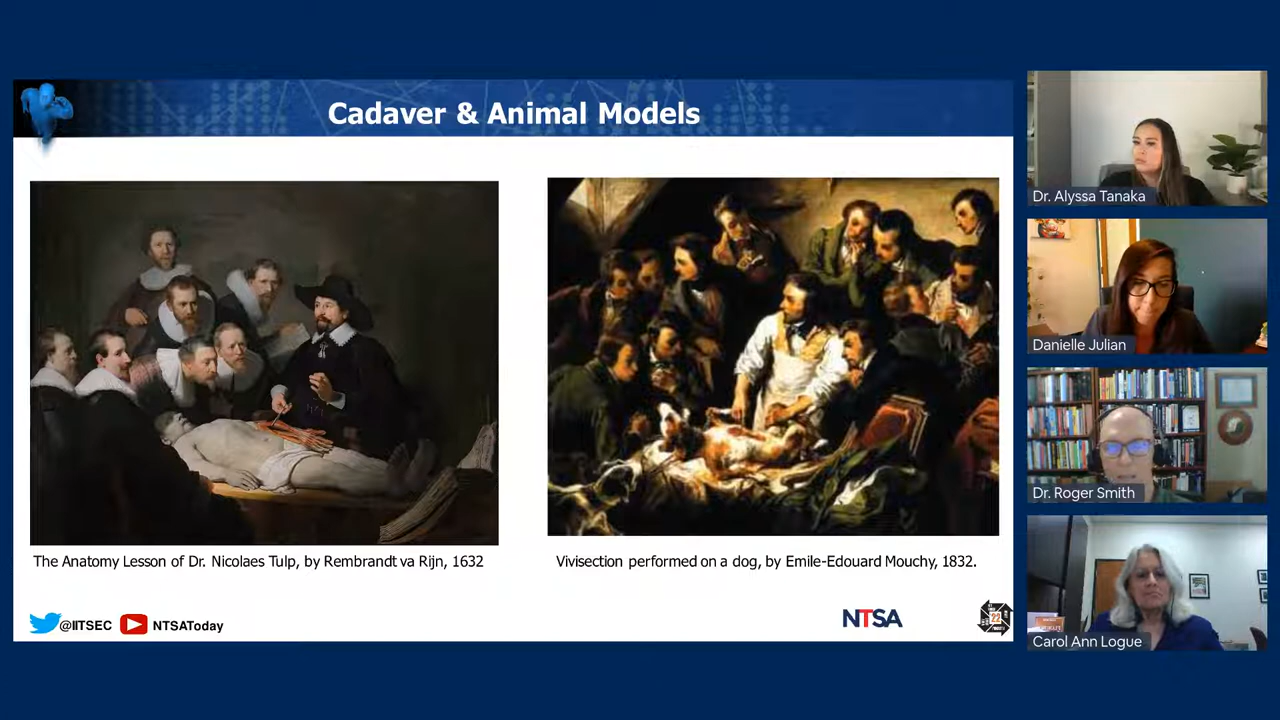 Cadaver & Animal Models
The Anatomy Lesson of Dr. Nicolaes Tulp, by Rembrandt va Rijn, 1632
Vivisection performed on a dog, by Emile-Edouard Mouchy, 1832.
@IITSEC
NTSAToday
NTSA
Dr. Alyssa Tanaka
Danielle Julian
Dr. Roger Smith
Carol Ann Logue